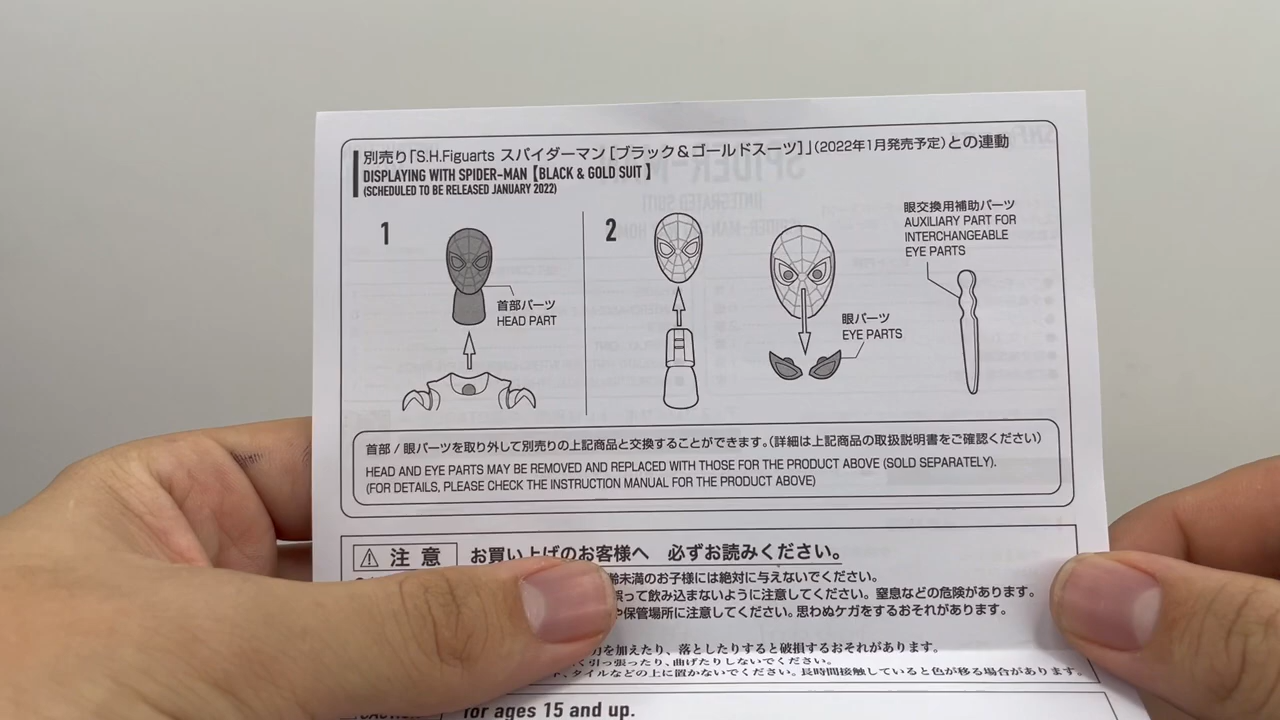 別売り「S.H.Figuarts スパイダーマン[ブラック＆ゴールドスーツ]」(2022年1月発売予定)との連動
DISPLAYING WITH SPIDER-MAN【BLACK & GOLD SUIT】
(SCHEDULED TO BE RELEASED JANUARY 2022)
1
首部パーツ
HEAD PART
2
眼パーツ
EYE PARTS
眼交換用補助パーツ
AUXILIARY PART FOR
INTERCHANGEABLE
EYE PARTS
首部 / 眼パーツを取り外して別売りの上記商品と交換することができます。(詳細は上記商品の取扱説明書をご確認ください)
HEAD AND EYE PARTS MAY BE REMOVED AND REPLACED WITH THOSE FOR THE PRODUCT ABOVE (SOLD SEPARATELY).
(FOR DETAILS, PLEASE CHECK THE INSTRUCTION MANUAL FOR THE PRODUCT ABOVE)
注 意
お買い上げのお客様へ 必ずお読みください。
齢未満のお子様には絶対に与えないでください。
って飲み込まないように注意してください。窒息などの危険があります。
や保管場所に注意してください。思わぬケガをするおそれがあります。
力を加えたり、落としたりすると破損するおそれがあります。
く引っ張ったり、曲げたりしないでください。
、タイルなどの上に置かないでください。長時間接触していると色が移る場合があります。
for ages 15 and up.